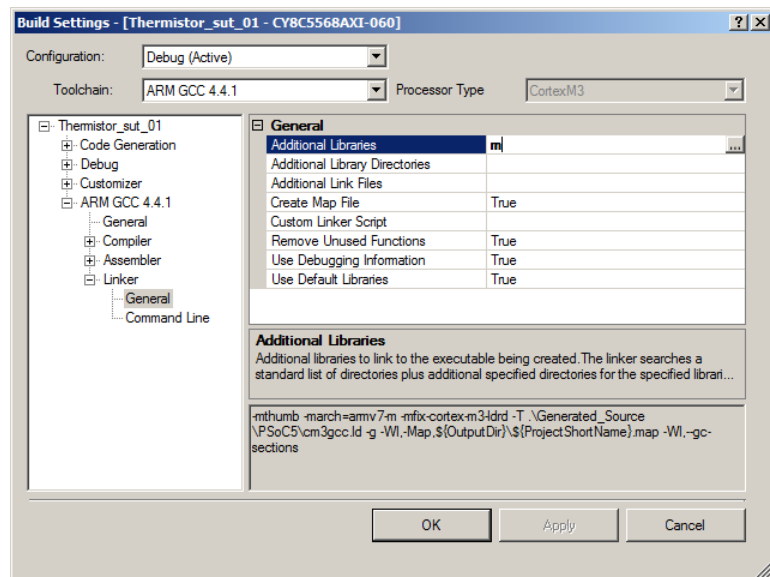 Build Settings - [Thermistor_sut_01 - CY8C5568AXI-060]
Configuration: Debug (Active)
Toolchain: ARM GCC 4.4.1 Processor Type CortexM3
Thermistor_sut_01
Code Generation
Debug
Customizer
ARM GCC 4.4.1
General
Compiler
Assembler
Linker
General
Command Line
General
Additional Libraries m ...
Additional Library Directories
Additional Link Files
Create Map File True
Custom Linker Script
Remove Unused Functions True
Use Debugging Information True
Use Default Libraries True
Additional Libraries
Additional libraries to link to the executable being created.The linker searches a
standard list of directories plus additional specified directories for the specified librari...
-mthumb -march=armv7-m -mfix-cortex-m3-ldrd -T .\Generated_Source
\PSoC5\cm3gcc.ld -g -Wl,-Map,${OutputDir}\${ProjectShortName}.map -Wl,--gc-
sections
OK Apply Cancel